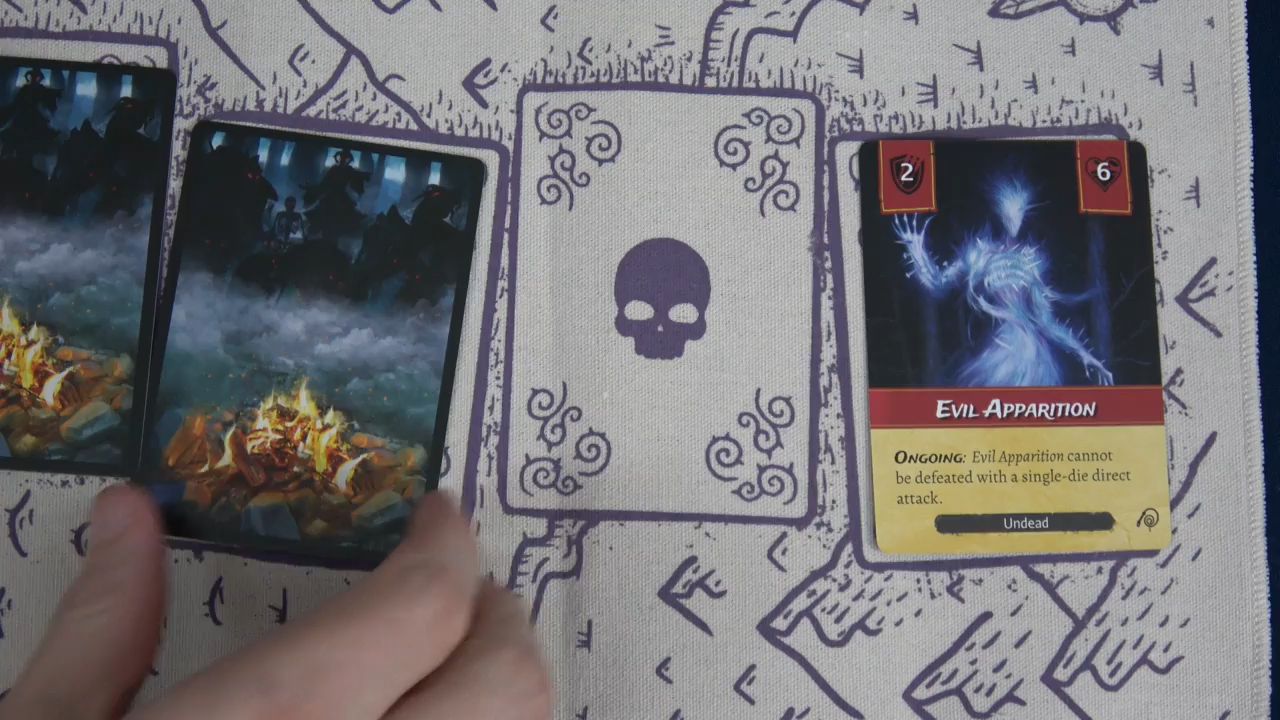 2
6
EVIL APPARITION
ONGOING: Evil Apparition cannot
be defeated with a single-die direct
attack.
Undead